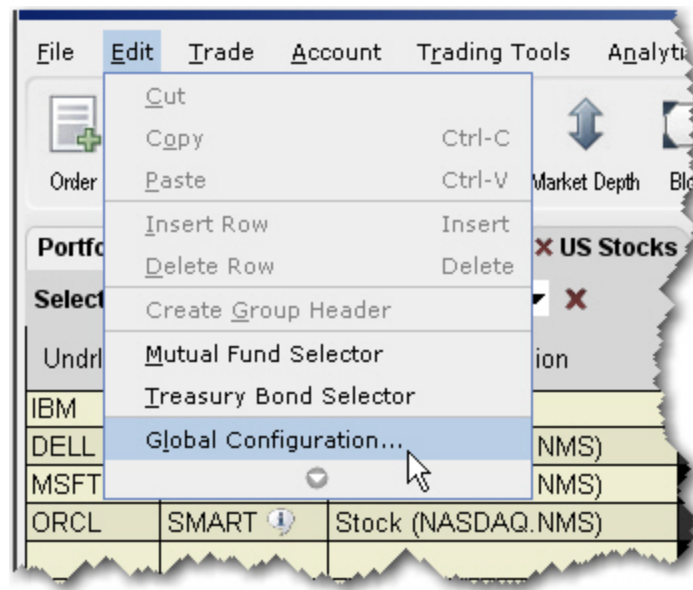 File Edit Trade Account Trading Tools
Cut
Copy Ctrl-C
Order Paste Ctrl-V Market Depth
Insert Row Insert
US Stocks
Delete Row Delete
Create Group Header
Mutual Fund Selector
ion
Treasury Bond Selector
IBM
Global Configuration...
DELL NMS)
MSFT NMS)
ORCL SMART Stock (NASDAQ.NMS)